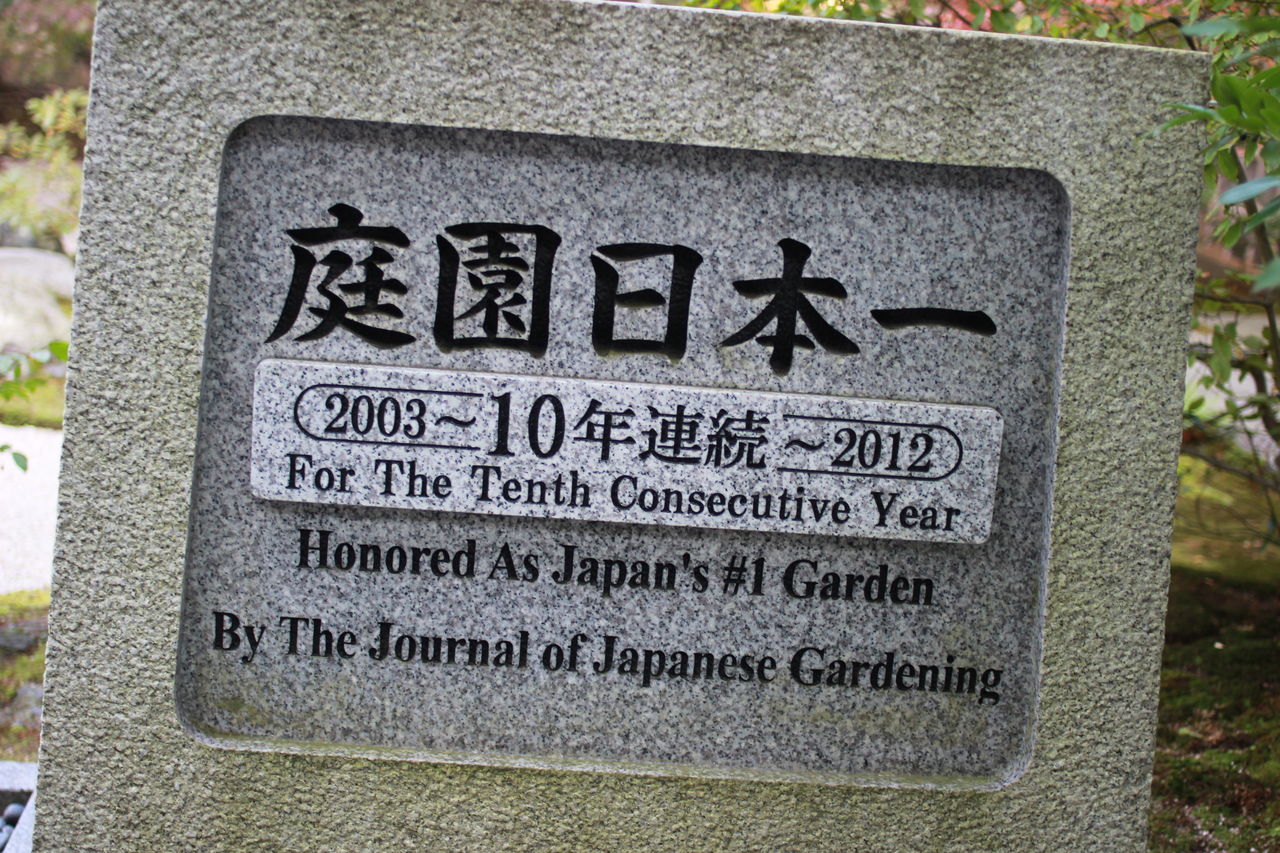 庭園日本一
2003～10年連続～2012
For The Tenth Consecutive Year
Honored As Japan's #1 Garden
By The Journal of Japanese Gardening